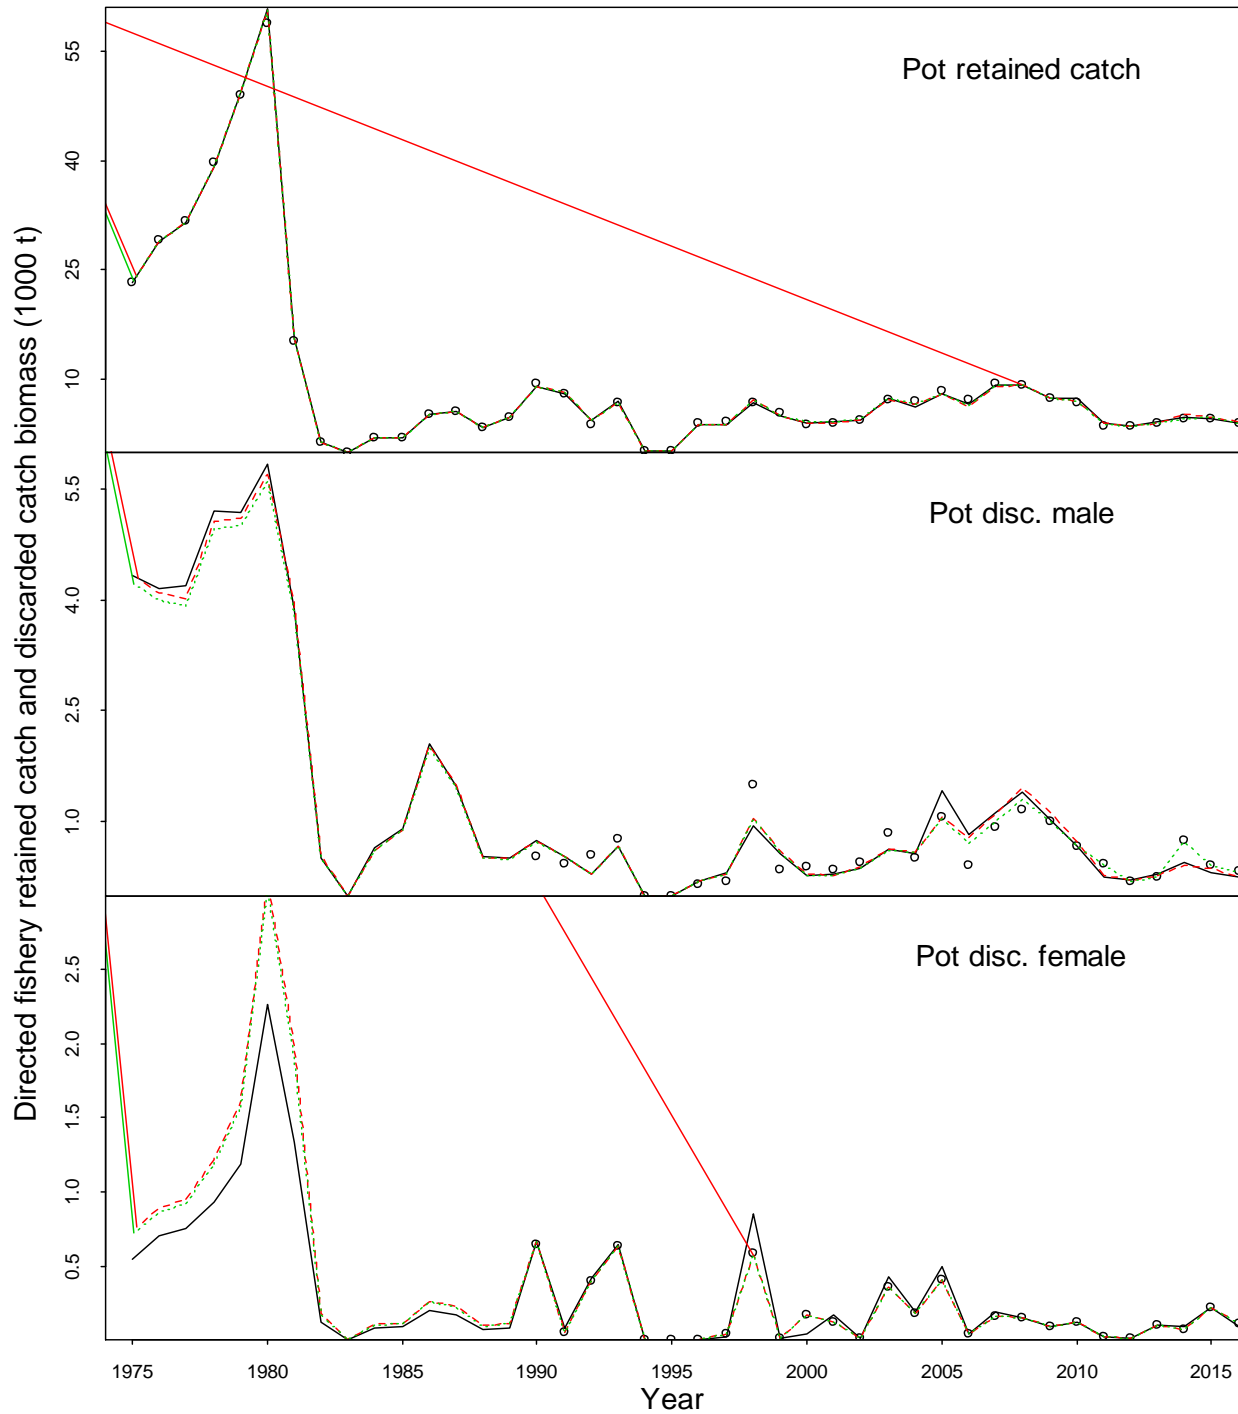 Directed fishery retained catch and discarded catch biomass (1000 t)
Pot retained catch
55
40
25
10
Pot disc. male
5.5
4.0
2.5
1.0
Pot disc. female
2.5
2.0
1.5
1.0
0.5
1975 1980 1985 1990 1995 2000 2005 2010 2015
Year